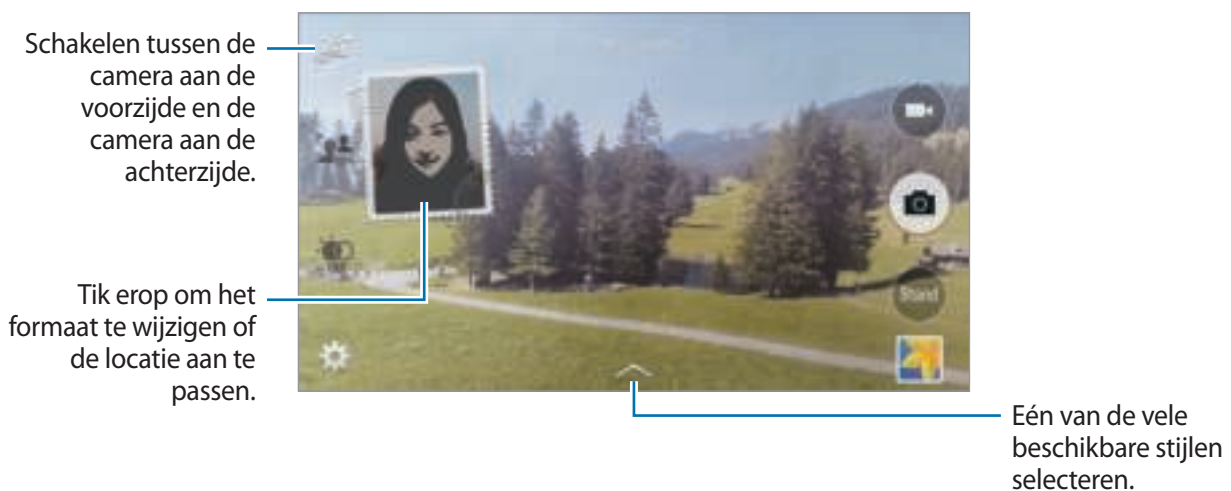 Schakelen tussen de
camera aan de
voorzijde en de
camera aan de
achterzijde.
Tik erop om het
formaat te wijzigen of
de locatie aan te
passen.
Stand
Eén van de vele
beschikbare stijlen
selecteren.